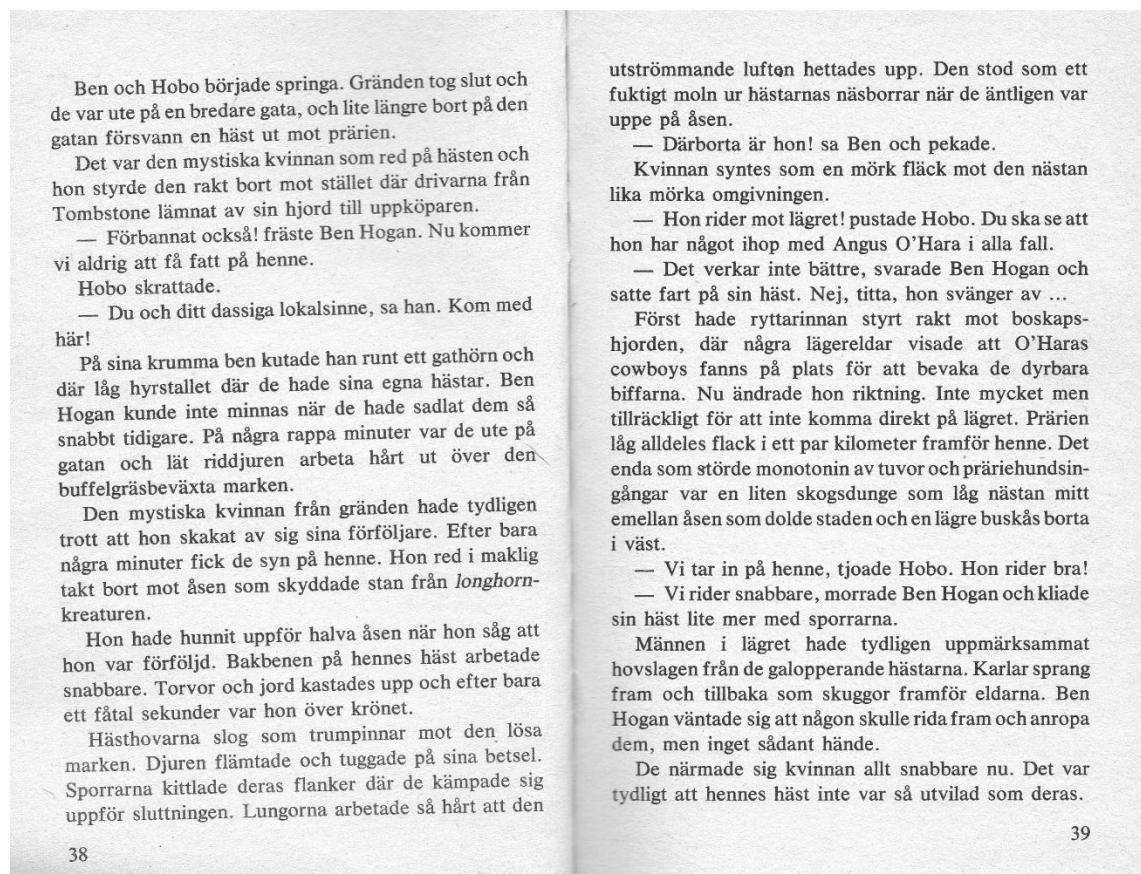 Ben och Hobo började springa. Gränden tog slut och
de var ute på en bredare gata, och lite längre bort på den
gatan försvann en häst ut mot prärien.
Det var den mystiska kvinnan som red på hästen och
hon styrde den rakt bort mot stället där drivarna från
Tombstone lämnat av sin hjord till uppköparen.
— Förbannat också! fräste Ben Hogan. Nu kommer
vi aldrig att få fatt på henne.
Hobo skrattade.
— Du och ditt dassiga lokalsinne, sa han. Kom med
här!
På sina krumma ben kutade han runt ett gathörn och
där låg hyrstallet där de hade sina egna hästar. Ben
Hogan kunde inte minnas när de hade sadlat dem så
snabbt tidigare. På några rappa minuter var de ute på
gatan och lät riddjuren arbeta hårt ut över den
buffelgräsbeväxta marken.
Den mystiska kvinnan från gränden hade tydligen
trott att hon skakat av sig sina förföljare. Efter bara
några minuter fick de syn på henne. Hon red i maklig
takt bort mot åsen som skyddade stan från longhorn-
kreaturen.
Hon hade hunnit uppför halva åsen när hon såg att
hon var förföljd. Bakbenen på hennes häst arbetade
snabbare. Torvor och jord kastades upp och efter bara
ett fåtal sekunder var hon över krönet.
Hästhovarna slog som trumpinnar mot den lösa
marken. Djuren flämtade och tuggade på sina betsel.
Sporrarna kittlade deras flanker där de kämpade sig
uppför sluttningen. Lungorna arbetade så hårt att den
38
utströmmande luften hettades upp. Den stod som ett
fuktigt moln ur hästarnas näsborrar när de äntligen var
uppe på åsen.
— Därborta är hon! sa Ben och pekade.
Kvinnan syntes som en mörk fläck mot den nästan
lika mörka omgivningen.
— Hon rider mot lägret! pustade Hobo. Du ska se att
hon har något ihop med Angus O'Hara i alla fall.
— Det verkar inte bättre, svarade Ben Hogan och
satte fart på sin häst. Nej, titta, hon svänger av ...
Först hade ryttarinnan styrt rakt mot boskaps-
hjorden, där några lägereldar visade att O'Haras
cowboys fanns på plats för att bevaka de dyrbara
biffarna. Nu ändrade hon riktning. Inte mycket men
tillräckligt för att inte komma direkt på lägret. Prärien
låg alldeles flack i ett par kilometer framför henne. Det
enda som störde monotonin av tuvor och präriehundsin-
gångar var en liten skogsdunge som låg nästan mitt
emellan åsen som dolde staden och en lägre buskås borta
i väst.
— Vi tar in på henne, tjoade Hobo. Hon rider bra!
— Vi rider snabbare, morrade Ben Hogan och kliade
sin häst lite mer med sporrarna.
Männen i lägret hade tydligen uppmärksammat
hovslagen från de galopperande hästarna. Karlar sprang
fram och tillbaka som skuggor framför eldarna. Ben
Hogan väntade sig att någon skulle rida fram och anropa
dem, men inget sådant hände.
De närmade sig kvinnan allt snabbare nu. Det var
tydligt att hennes häst inte var så utvilad som deras.
39